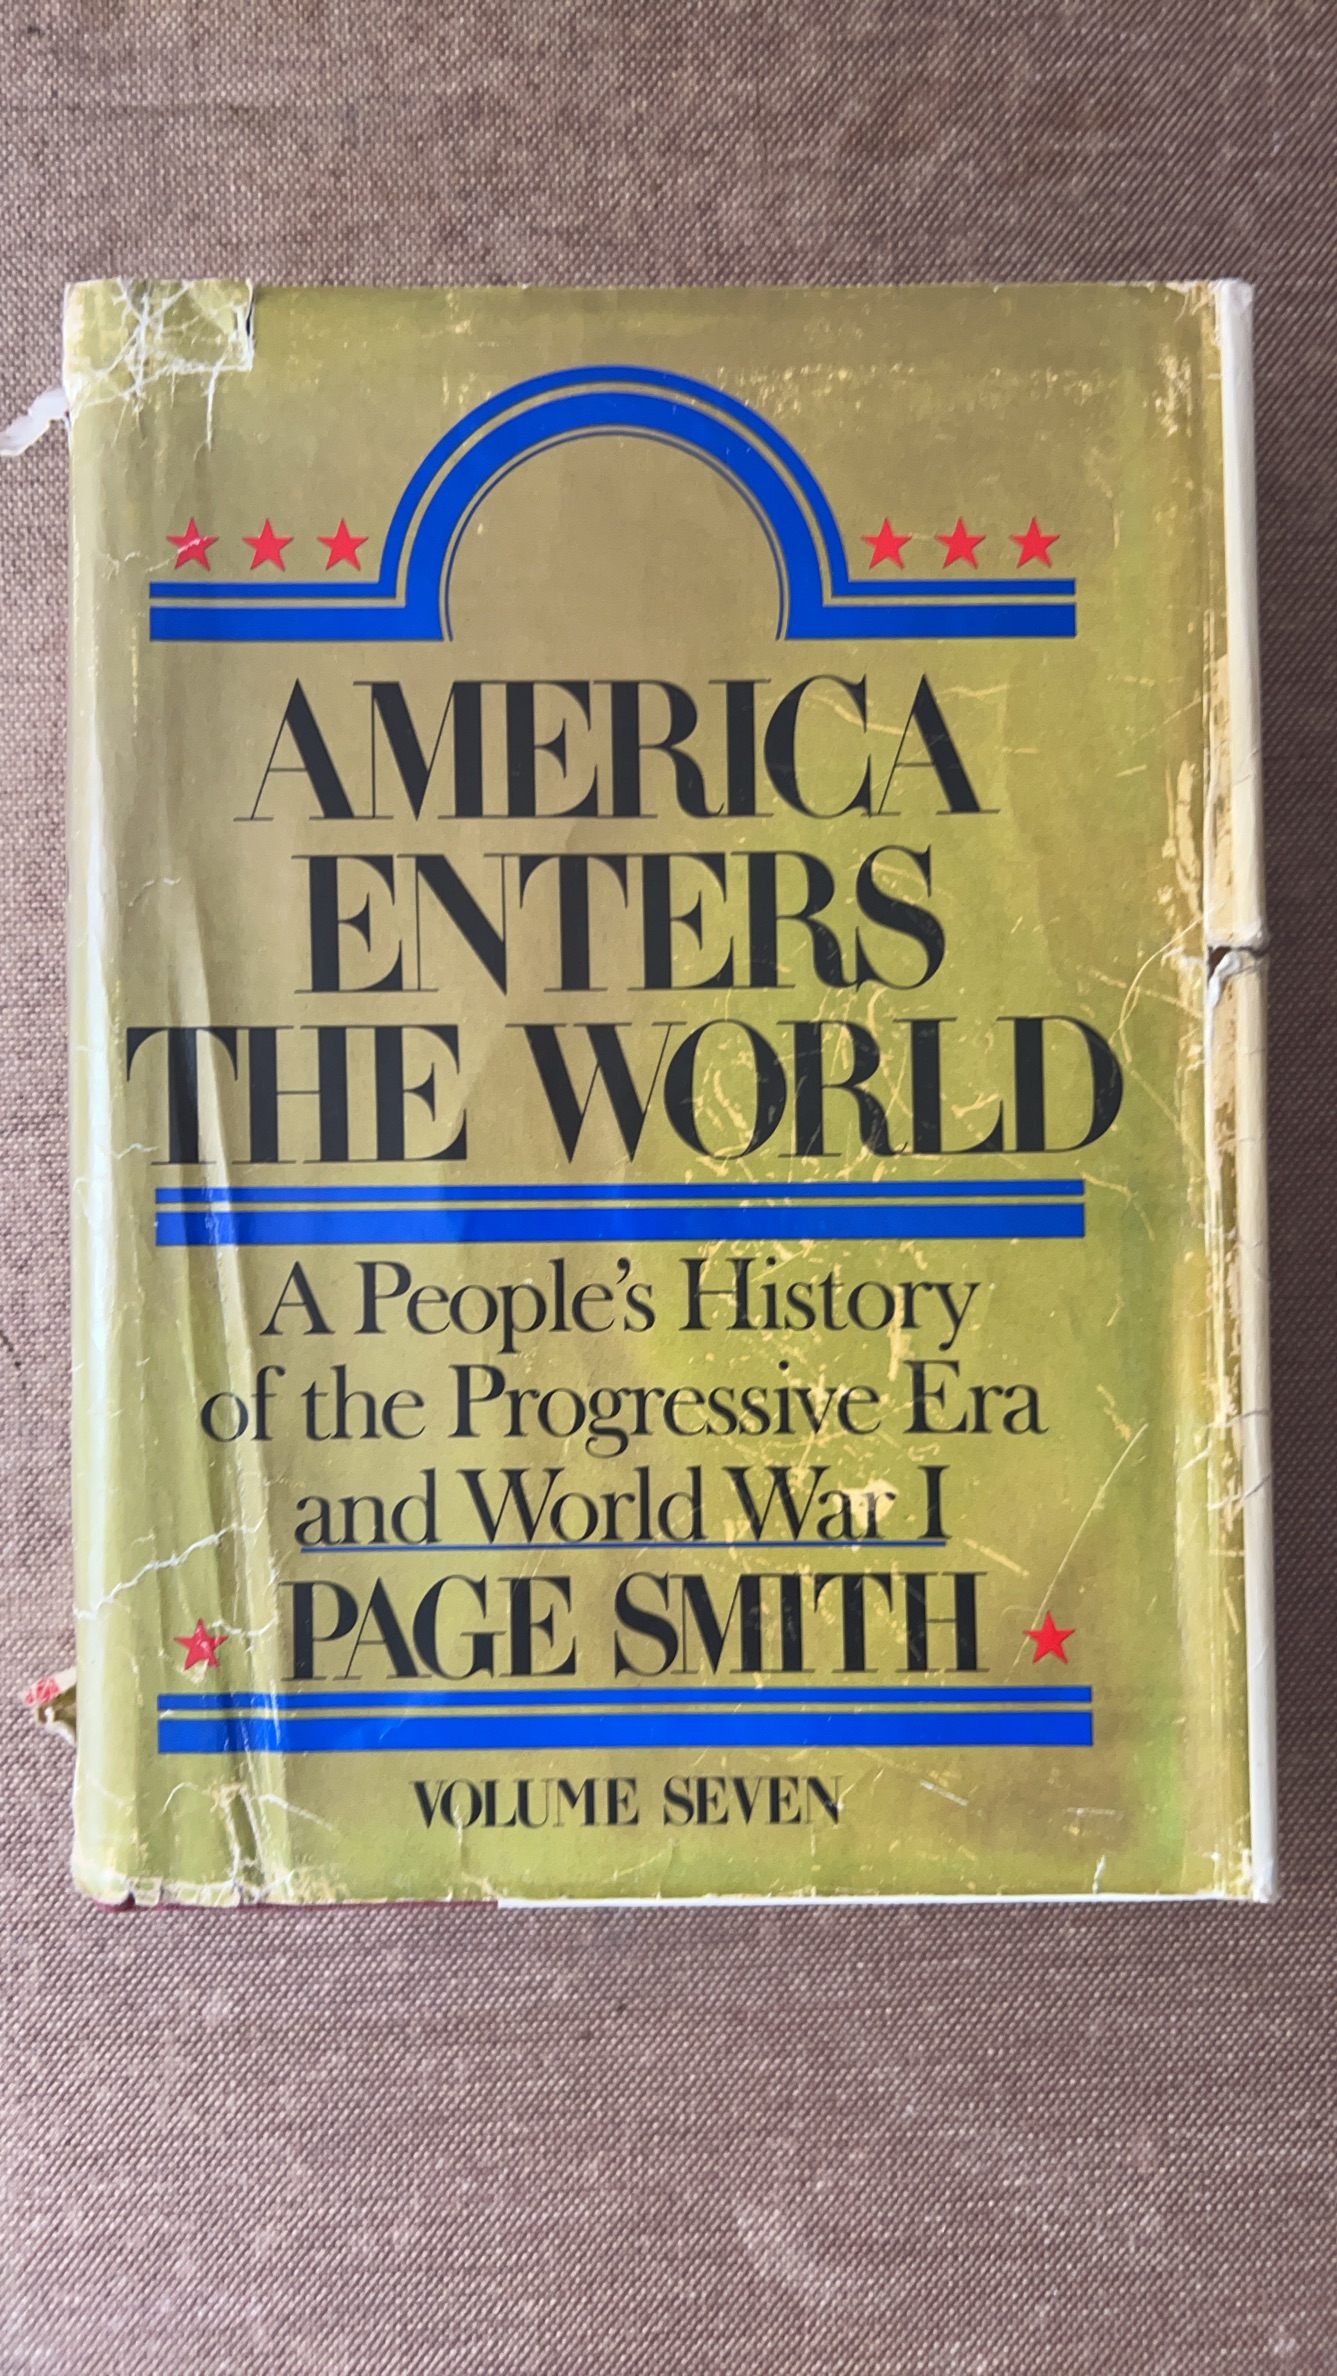 AMERICA
ENTERS
THE WORLD
A People's History
of the Progressive Era
and World War I
PAGE SMITH
VOLUME SEVEN